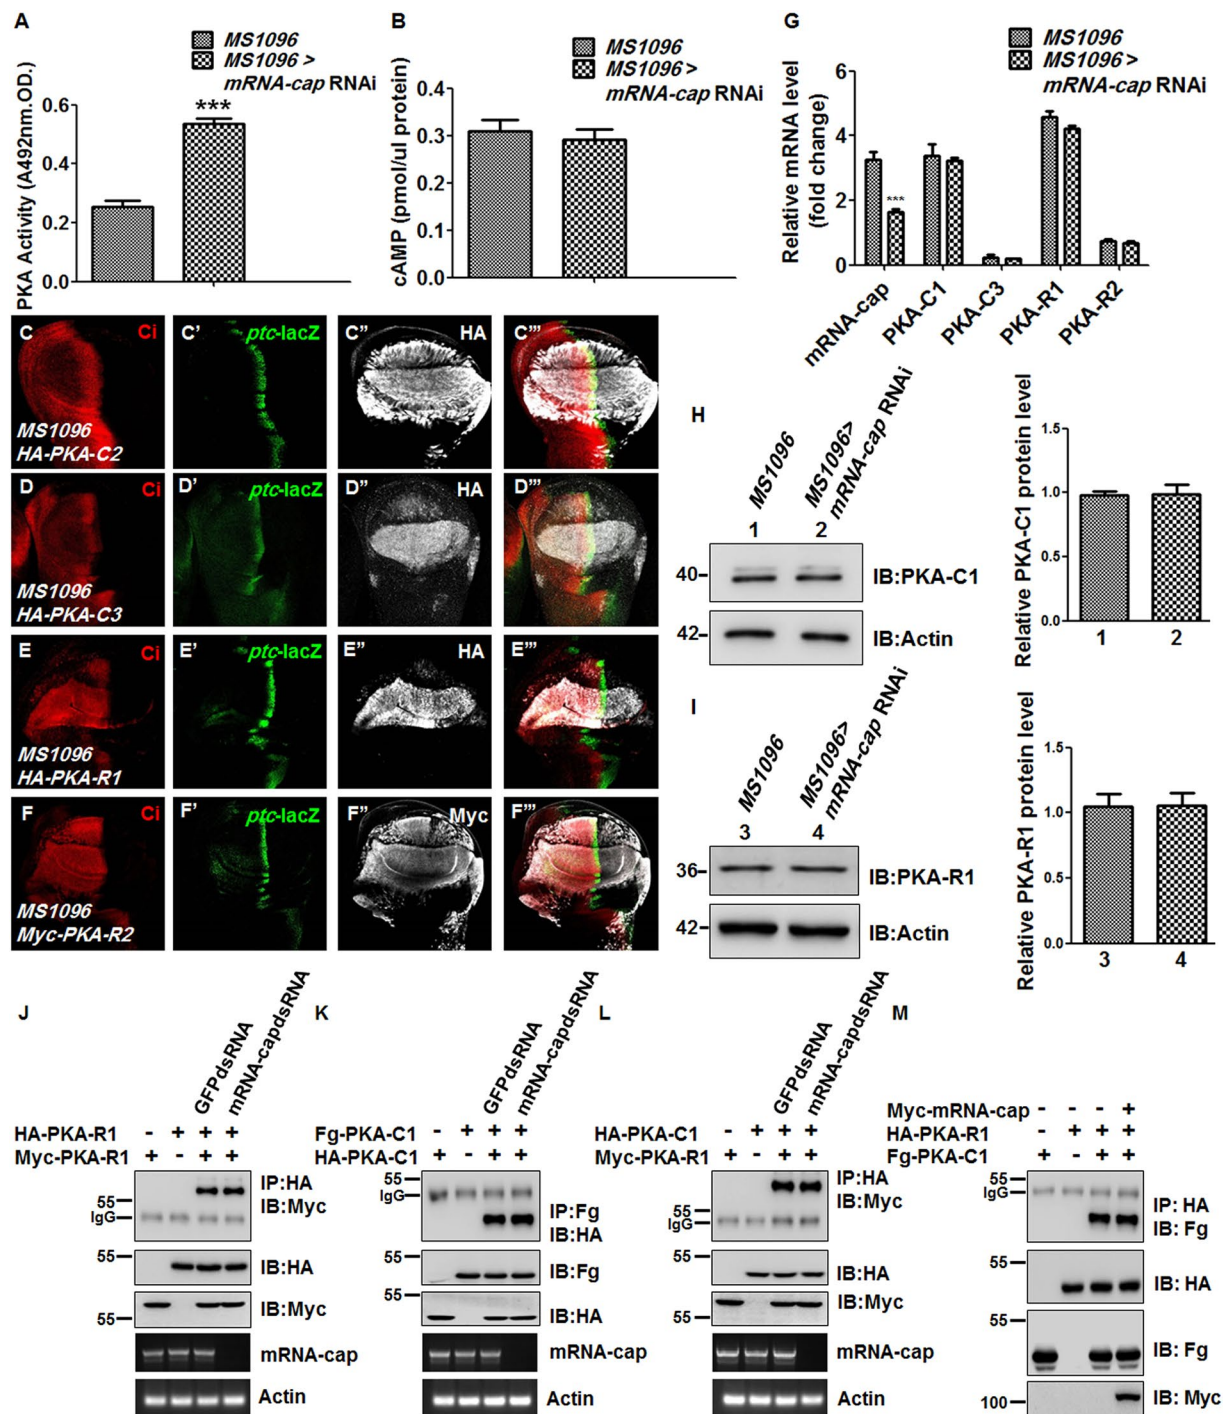 A
MS1096
MS1096 >
mRNA-cap RNAi
PKA Activity (A492nm.OD.)
0.6
0.4
0.2
0.0
***
B
MS1096
MS1096 >
mRNA-cap RNAi
cAMP (pmol/ul protein)
0.4
0.3
0.2
0.1
0.0
G
MS1096
MS1096 >
mRNA-cap RNAi
Relative mRNA level
(fold change)
6
4
2
0
***
mRNA-cap
PKA-C1
PKA-C3
PKA-R1
PKA-R2
C Ci
MS1096
HA-PKA-C2
C' ptc-lacZ
C'' HA
C'''
D Ci
MS1096
HA-PKA-C3
D' ptc-lacZ
D'' HA
D'''
E Ci
MS1096
HA-PKA-R1
E' ptc-lacZ
E'' HA
E'''
F Ci
MS1096
Myc-PKA-R2
F' ptc-lacZ
F'' Myc
F'''
H
MS1096
MS1096>
mRNA-cap RNAi
1 2
40
IB:PKA-C1
42
IB:Actin
Relative PKA-C1 protein level
1.5
1.0
0.5
0.0
1 2
I
MS1096
MS1096>
mRNA-cap RNAi
3 4
36
IB:PKA-R1
42
IB:Actin
Relative PKA-R1 protein level
1.5
1.0
0.5
0.0
3 4
J
GFPdsRNA
mRNA-capdsRNA
HA-PKA-R1 - + + +
Myc-PKA-R1 + - + +
55
IgG
IP:HA
IB:Myc
55
IB:HA
55
IB:Myc
mRNA-cap
Actin
K
GFPdsRNA
mRNA-capdsRNA
Fg-PKA-C1 - + + +
HA-PKA-C1 + - + +
55
IgG
IP:Fg
IB:HA
55
IB:Fg
55
IB:HA
mRNA-cap
Actin
L
GFPdsRNA
mRNA-capdsRNA
HA-PKA-C1 - + + +
Myc-PKA-R1 + - + +
55
IgG
IP:HA
IB:Myc
55
IB:HA
55
IB:Myc
mRNA-cap
Actin
M
Myc-mRNA-cap - - - +
HA-PKA-R1 - + + +
Fg-PKA-C1 + - + +
55
IgG
IP: HA
IB: Fg
55
IB: HA
55
IB: Fg
100
IB: Myc